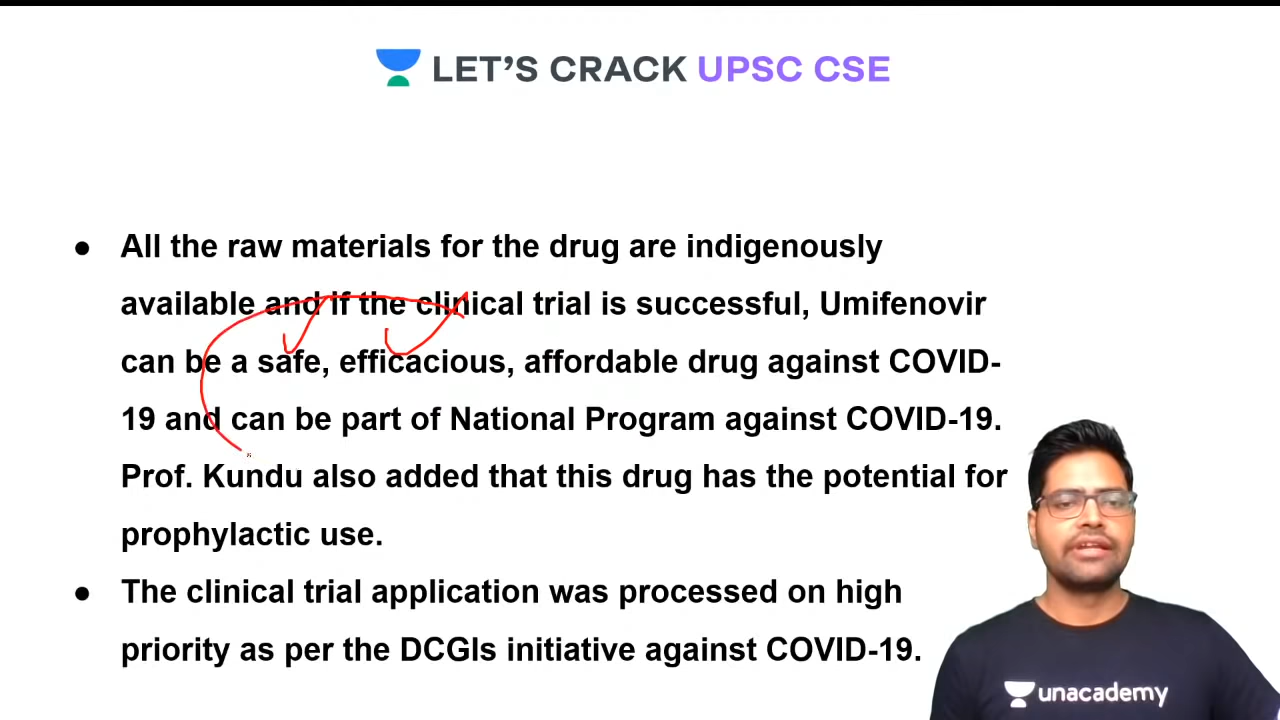 LET'S CRACK UPSC CSE
● All the raw materials for the drug are indigenously
available and if the clinical trial is successful, Umifenovir
can be a safe, efficacious, affordable drug against COVID-
19 and can be part of National Program against COVID-19.
Prof. Kundu also added that this drug has the potential for
prophylactic use.
● The clinical trial application was processed on high
priority as per the DCGIs initiative against COVID-19.
unacademy